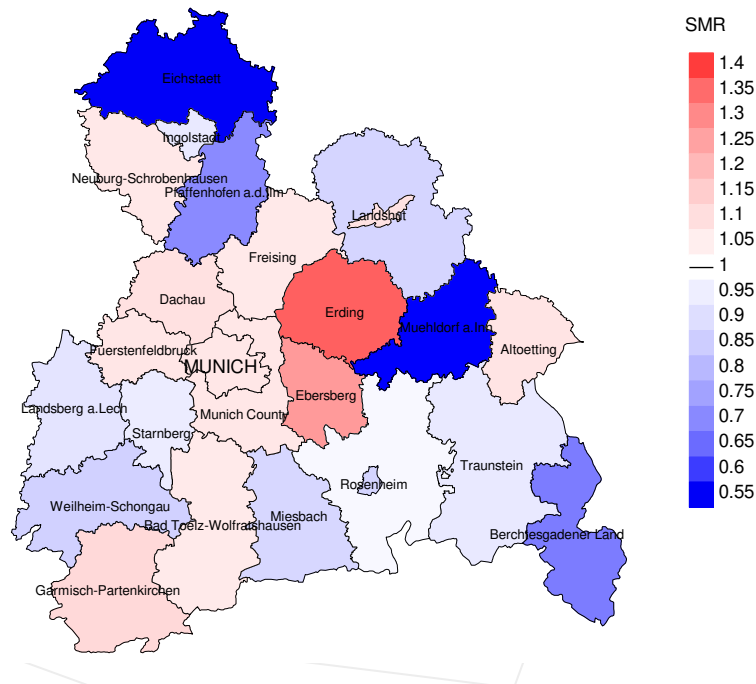 SMR
1.4
1.35
1.3
1.25
1.2
1.15
1.1
1.05
1
0.95
0.9
0.85
0.8
0.75
0.7
0.65
0.6
0.55
Eichstaett
Ingolstadt
Neuburg-Schrobenhausen
Pfaffenhofen a.d.Ilm
Landshut
Freising
Dachau
Erding
Muehldorf a.Inn
Altoetting
Fuerstenfeldbruck
MUNICH
Ebersberg
Landsberg a.Lech
Munich County
Starnberg
Traunstein
Rosenheim
Weilheim-Schongau
Miesbach
Bad Toelz-Wolfratshausen
Berchtesgadener Land
Garmisch-Partenkirchen